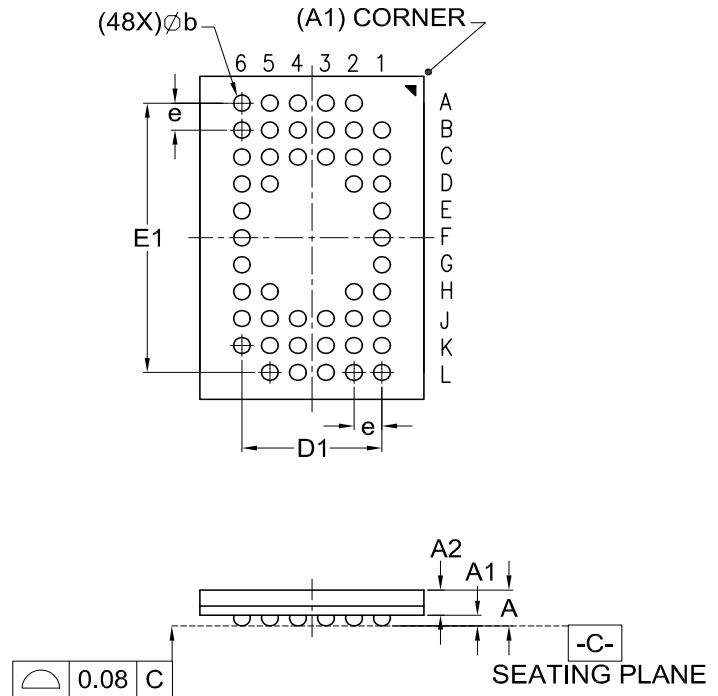 (48X)∅b
(A1) CORNER
6 5 4 3 2 1
A
e
B
C
D
E
E1
F
G
H
J
K
L
e
D1
A2
A1
A
-C-
0.08 C
SEATING PLANE